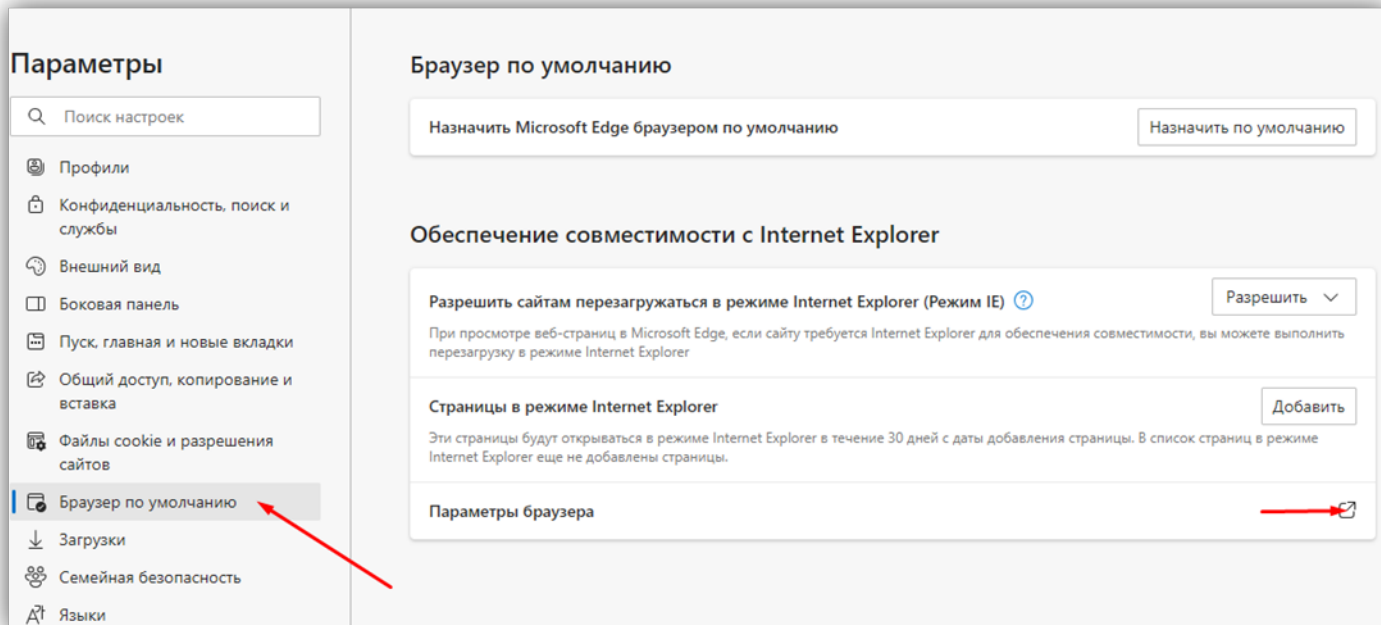 Параметры
Поиск настроек
Профили
Конфиденциальность, поиск и
службы
Внешний вид
Боковая панель
Пуск, главная и новые вкладки
Общий доступ, копирование и
вставка
Файлы cookie и разрешения
сайтов
Браузер по умолчанию
Загрузки
Семейная безопасность
Языки
Браузер по умолчанию
Назначить Microsoft Edge браузером по умолчанию
Назначить по умолчанию
Обеспечение совместимости с Internet Explorer
Разрешить сайтам перезагружаться в режиме Internet Explorer (Режим IE)
Разрешить
При просмотре веб-страниц в Microsoft Edge, если сайту требуется Internet Explorer для обеспечения совместимости, вы можете выполнить
перезагрузку в режиме Internet Explorer
Страницы в режиме Internet Explorer
Добавить
Эти страницы будут открываться в режиме Internet Explorer в течение 30 дней с даты добавления страницы. В список страниц в режиме
Internet Explorer еще не добавлены страницы.
Параметры браузера